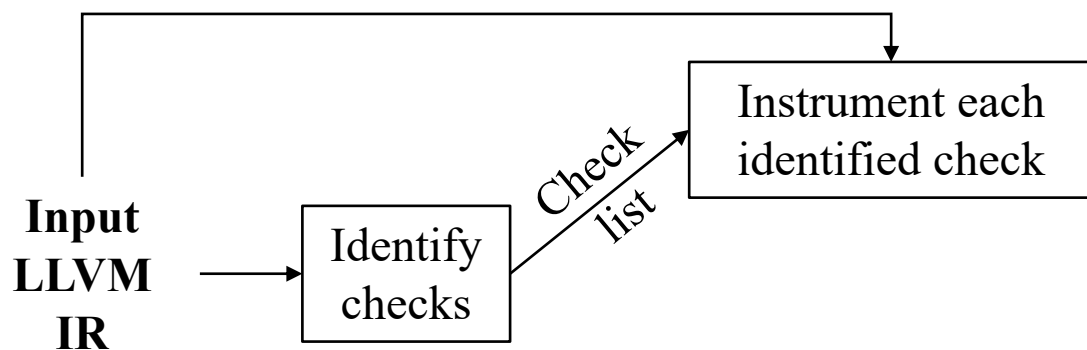 Input
LLVM
IR
Identify
checks
Check
list
Instrument each
identified check